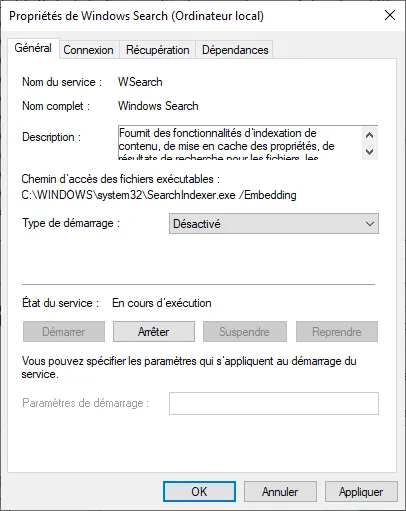 Propriétés de Windows Search (Ordinateur local)
Général Connexion Récupération Dépendances
Nom du service : WSearch
Nom complet : Windows Search
Description : Fournit des fonctionnalités d'indexation de
contenu, de mise en cache des propriétés, de
résultats de recherche pour les fichiers, les
Chemin d'accès des fichiers exécutables :
C:\WINDOWS\system32\SearchIndexer.exe /Embedding
Type de démarrage : Désactivé
État du service : En cours d'exécution
Démarrer Arrêter Suspendre Reprendre
Vous pouvez spécifier les paramètres qui s'appliquent au démarrage du
service.
Paramètres de démarrage :
OK Annuler Appliquer